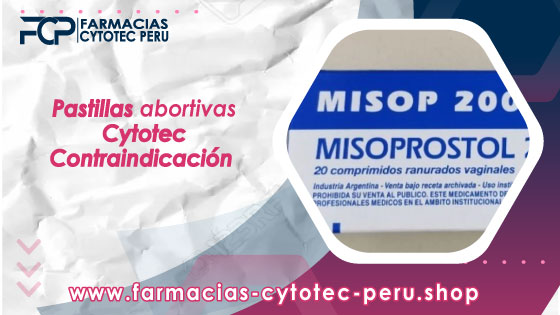 FCP FARMACIAS
CYTOTEC PERU
Pastillas abortivas
Cytotec
Contraindicación
MISOP 200
MISOPROSTOL 2
20 comprimidos ranurados vaginales
Industria Argentina - Venta bajo receta archivada - Uso
PROHIBIDA SU VENTA AL PUBLICO. ESTE MEDICAMENTO DE
PROFESIONALES MEDICOS EN EL AMBITO INSTITUCIONAL
www.farmacias-cytotec-peru.shop